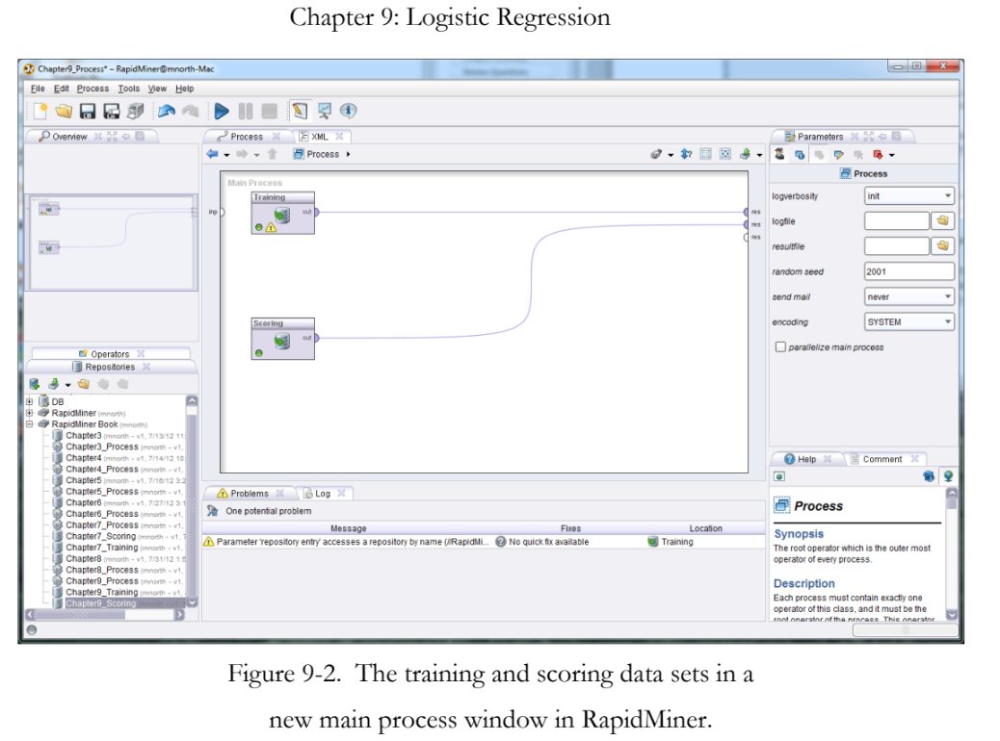 Chapter 9: Logistic Regression
Chapter9_Process* – RapidMiner@mnorth-Mac
File Edit Process Tools View Help
Overview
Process
XML
Parameters
Process
Process
Main Process
Training
inp
out
res
res
res
Scoring
out
logverbosity
init
logfile
resultfile
random seed
2001
send mail
never
encoding
SYSTEM
parallelize main process
Operators
Repositories
DB
RapidMiner (mnorth)
RapidMiner Book (mnorth)
Chapter3 (mnorth - v1, 7/13/12 11:
Chapter3_Process (mnorth - v1,
Chapter4 (mnorth - v1, 7/14/12 10:
Chapter4_Process (mnorth - v1,
Chapter5 (mnorth - v1, 7/16/12 3:2
Chapter5_Process (mnorth - v1,
Chapter6 (mnorth - v1, 7/27/12 3:1
Chapter6_Process (mnorth - v1,
Chapter7_Process (mnorth - v1,
Chapter7_Scoring (mnorth - v1, 7
Chapter7_Training (mnorth - v1,
Chapter8 (mnorth - v1, 7/31/12 1:5
Chapter8_Process (mnorth - v1,
Chapter9_Process (mnorth - v1,
Chapter9_Training (mnorth - v1,
Chapter9_Scoring
Problems
Log
One potential problem
Message Fixes Location
Parameter 'repository entry' accesses a repository by name (//RapidMi... No quick fix available Training
Help
Comment
Process
Synopsis
The root operator which is the outer most
operator of every process.
Description
Each process must contain exactly one
operator of this class, and it must be the
root operator of the process. This operator
Figure 9-2. The training and scoring data sets in a
new main process window in RapidMiner.